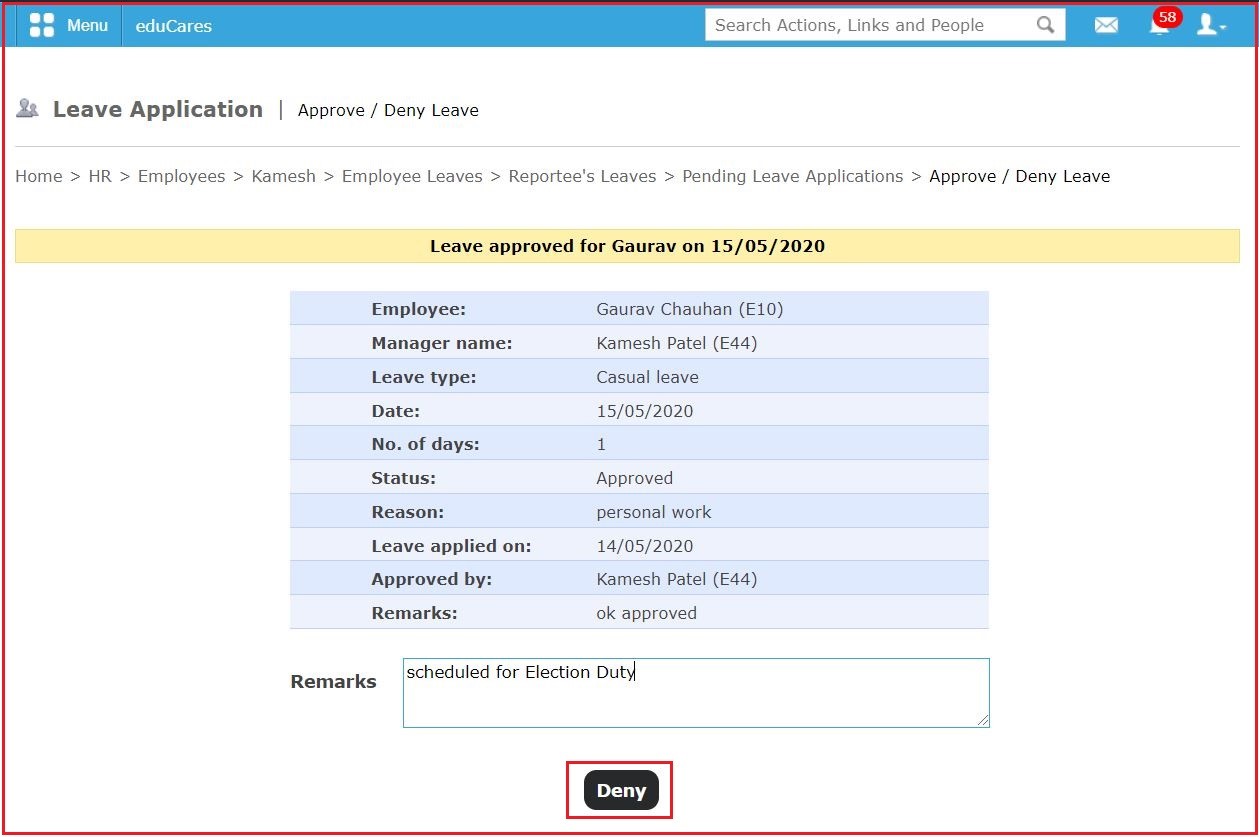 Menu eduCares Search Actions, Links and People 58
Leave Application | Approve / Deny Leave
Home > HR > Employees > Kamesh > Employee Leaves > Reportee's Leaves > Pending Leave Applications > Approve / Deny Leave
Leave approved for Gaurav on 15/05/2020
Employee: Gaurav Chauhan (E10)
Manager name: Kamesh Patel (E44)
Leave type: Casual leave
Date: 15/05/2020
No. of days: 1
Status: Approved
Reason: personal work
Leave applied on: 14/05/2020
Approved by: Kamesh Patel (E44)
Remarks: ok approved
Remarks scheduled for Election Duty
Deny